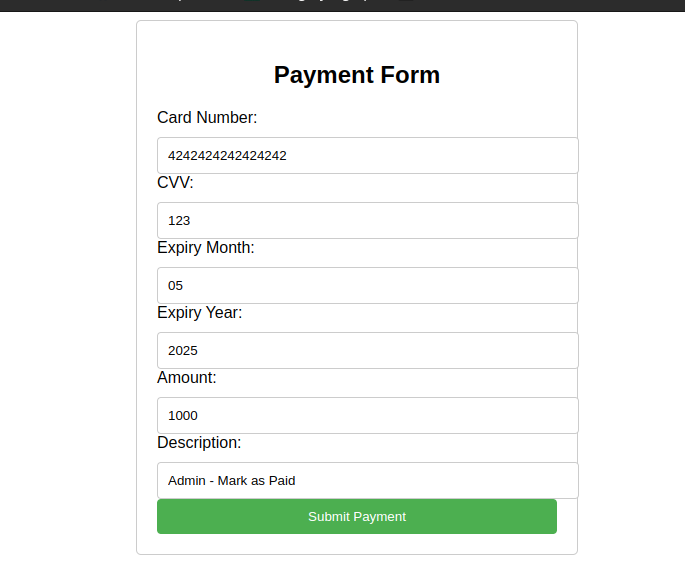 Payment Form
Card Number:
4242424242424242
CVV:
123
Expiry Month:
05
Expiry Year:
2025
Amount:
1000
Description:
Admin - Mark as Paid
Submit Payment